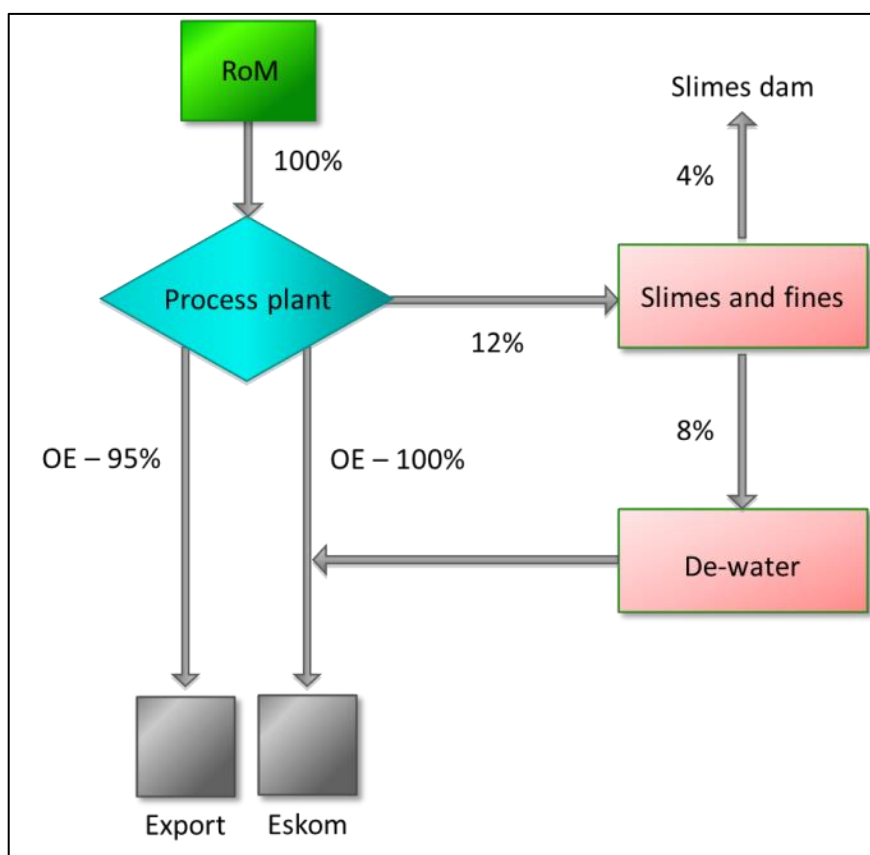 RoM
Slimes dam
100%
4%
Process plant
Slimes and fines
12%
8%
OE – 95%
OE – 100%
De-water
Export
Eskom